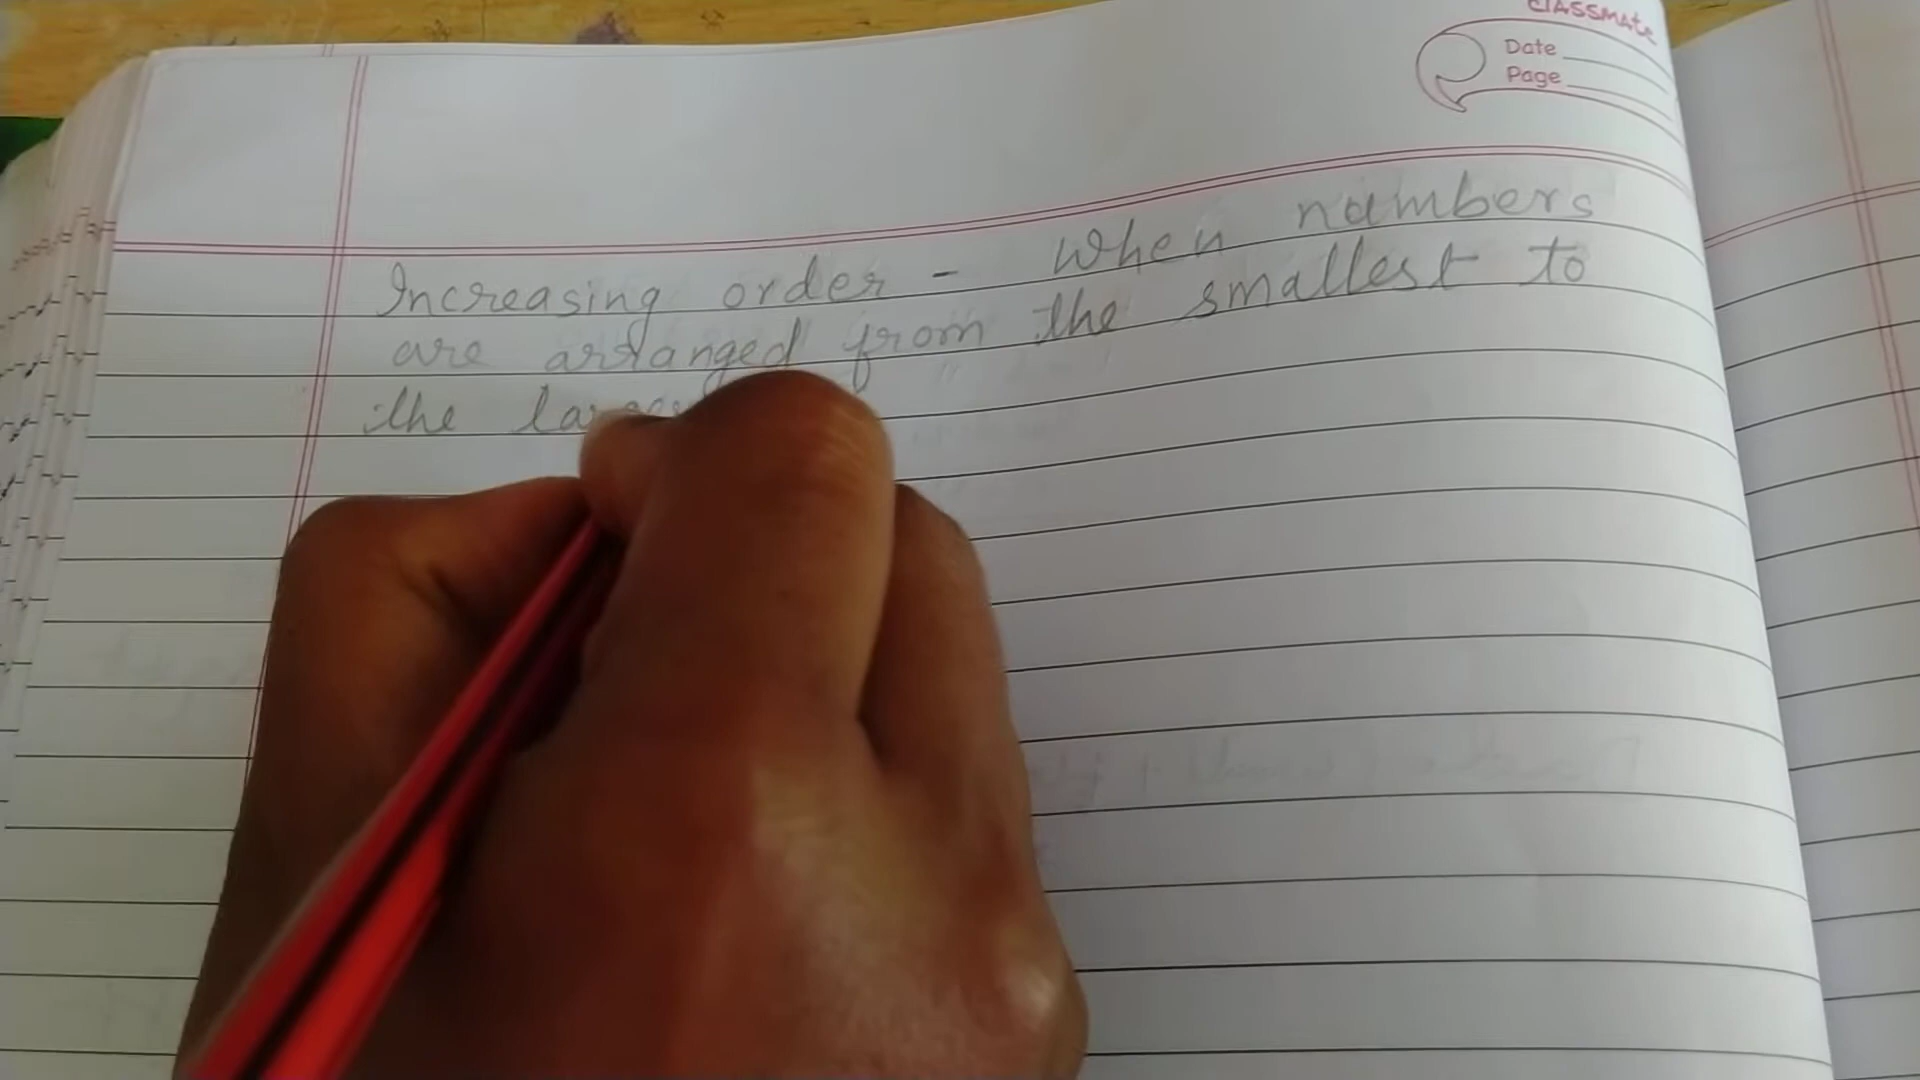 classmate
Date
Page
Increasing order - When numbers
are arranged from the smallest to
the